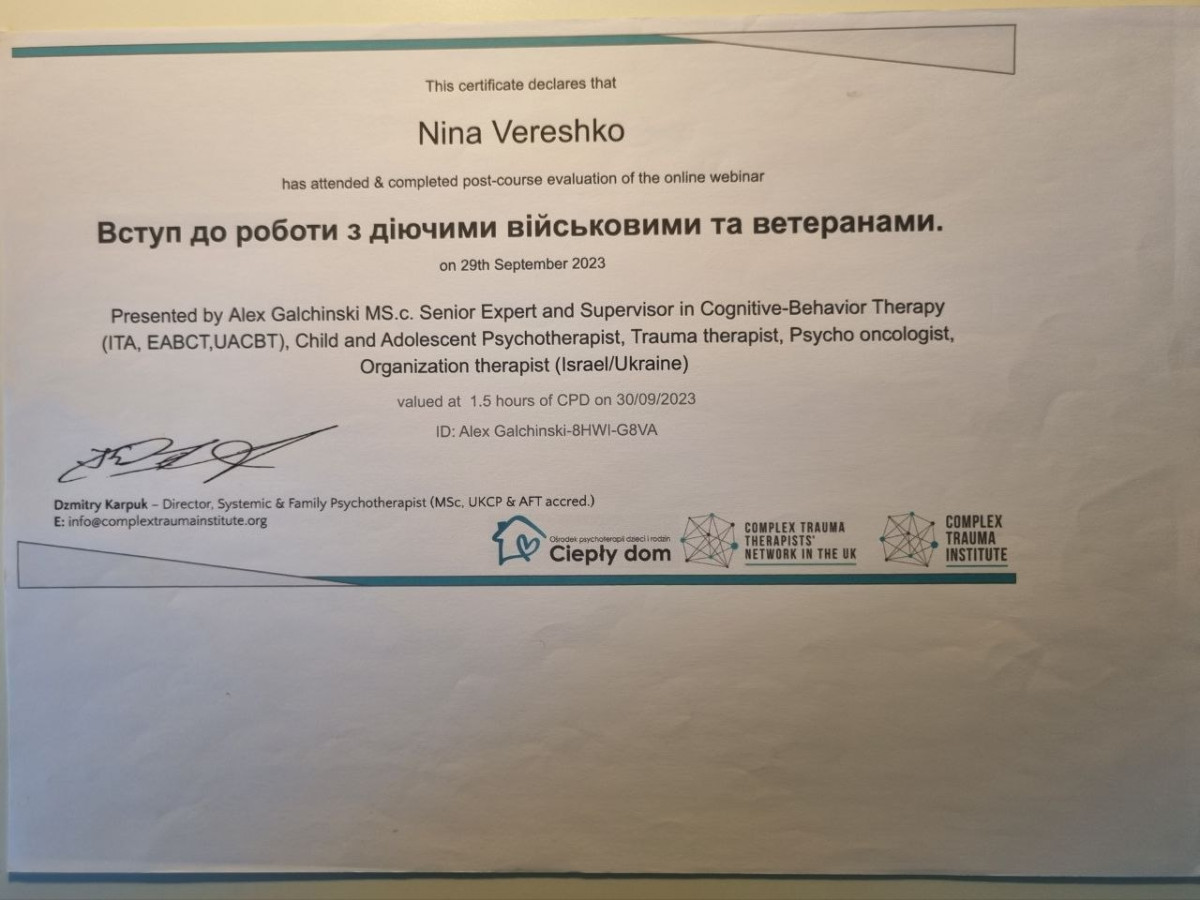 This certificate declares that
Nina Vereshko
has attended & completed post-course evaluation of the online webinar
Вступ до роботи з діючими військовими та ветеранами.
on 29th September 2023
Presented by Alex Galchinski MS.c. Senior Expert and Supervisor in Cognitive-Behavior Therapy
(ITA, EABCT,UACBT), Child and Adolescent Psychotherapist, Trauma therapist, Psycho oncologist,
Organization therapist (Israel/Ukraine)
valued at 1.5 hours of CPD on 30/09/2023
ID: Alex Galchinski-8HWI-G8VA
Dzmitry Karpuk – Director, Systemic & Family Psychotherapist (MSc, UKCP & AFT accred.)
E: info@complextraumainstitute.org
Ośrodek psychoterapii dzieci i rodzin
Ciepły dom
COMPLEX TRAUMA
THERAPISTS'
NETWORK IN THE UK
COMPLEX
TRAUMA
INSTITUTE